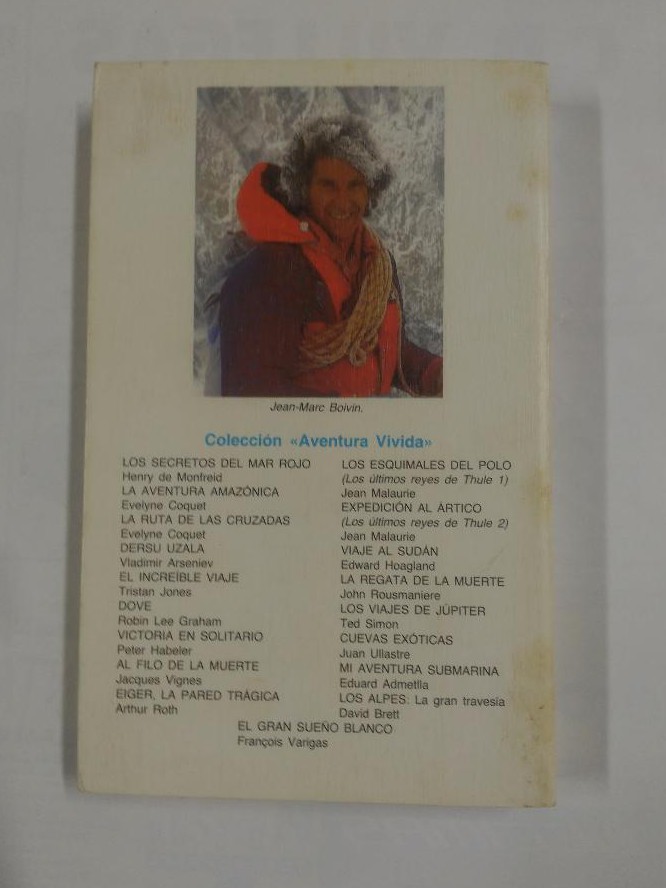 Jean-Marc Boivin.
Colección «Aventura Vivida»
LOS SECRETOS DEL MAR ROJO
Henry de Monfreid
LA AVENTURA AMAZÓNICA
Evelyne Coquet
LA RUTA DE LAS CRUZADAS
Evelyne Coquet
DERSU UZALA
Vladimir Arseniev
EL INCREÍBLE VIAJE
Tristan Jones
DOVE
Robin Lee Graham
VICTORIA EN SOLITARIO
Peter Habeler
AL FILO DE LA MUERTE
Jacques Vignes
EIGER, LA PARED TRÁGICA
Arthur Roth
LOS ESQUIMALES DEL POLO
(Los últimos reyes de Thule 1)
Jean Malaurie
EXPEDICIÓN AL ÁRTICO
(Los últimos reyes de Thule 2)
Jean Malaurie
VIAJE AL SUDÁN
Edward Hoagland
LA REGATA DE LA MUERTE
John Rousmaniere
LOS VIAJES DE JÚPITER
Ted Simon
CUEVAS EXÓTICAS
Juan Ullastre
MI AVENTURA SUBMARINA
Eduard Admetlla
LOS ALPES: La gran travesía
David Brett
EL GRAN SUEÑO BLANCO
François Varigas